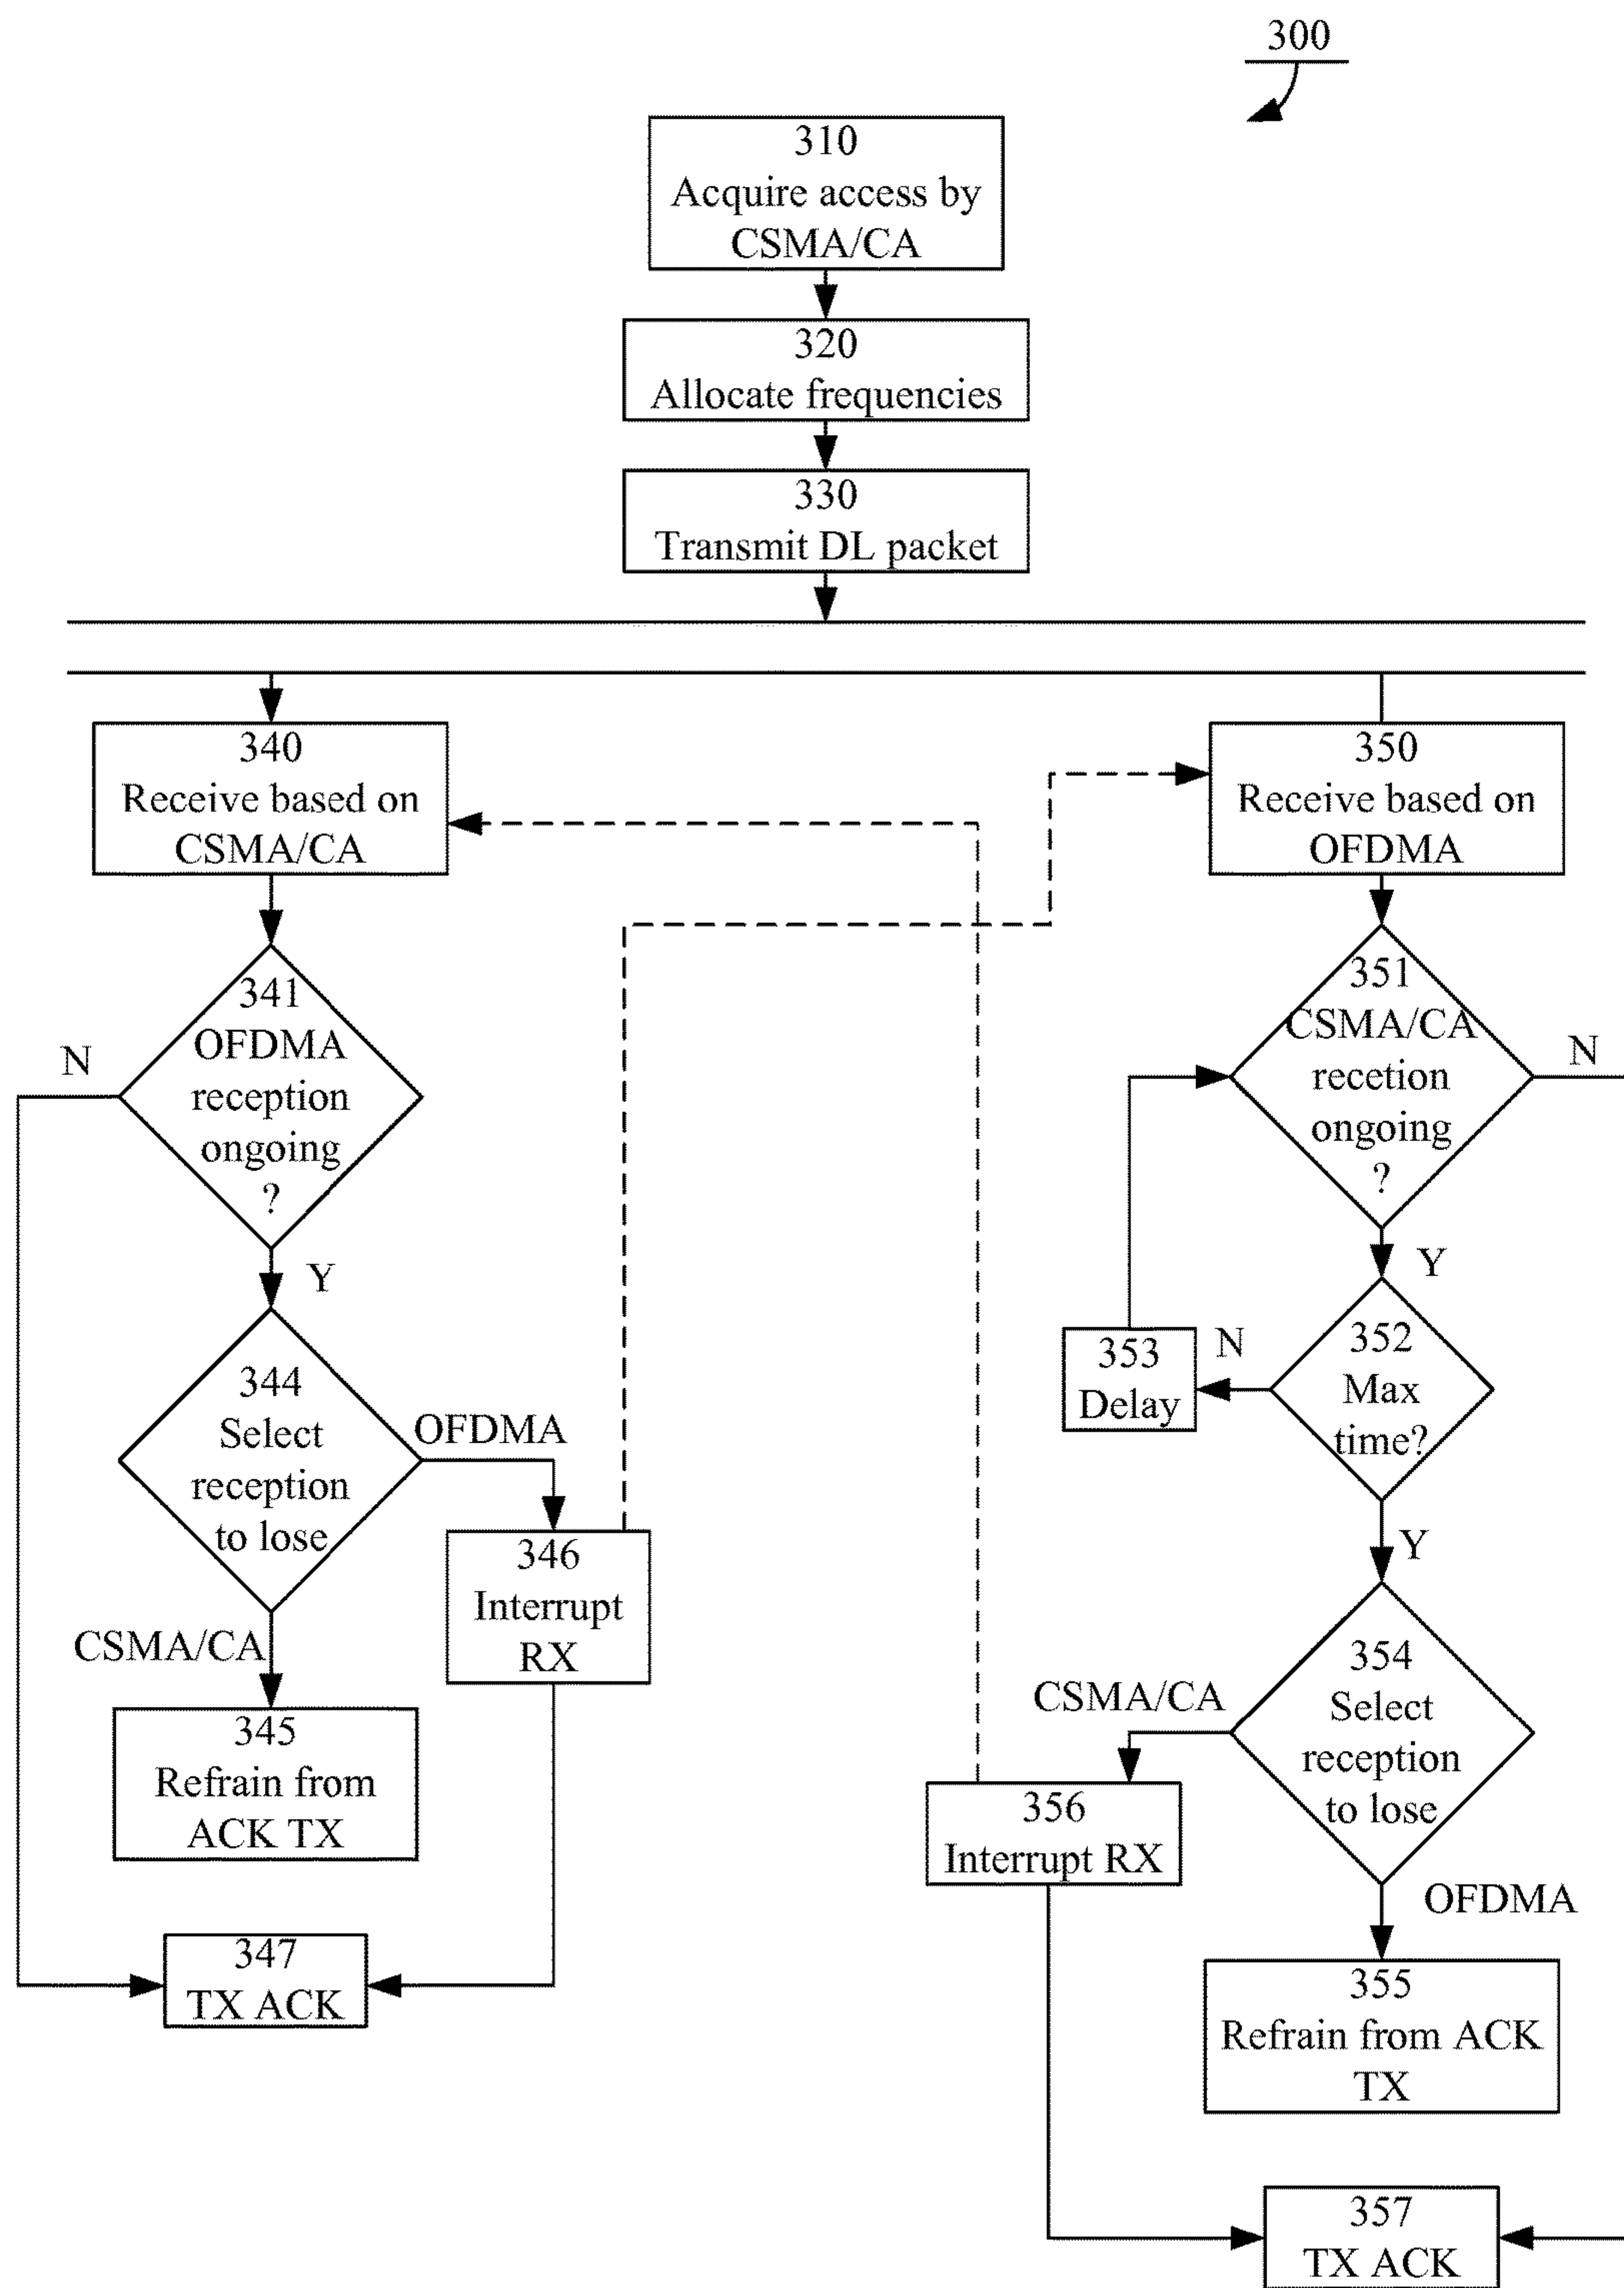 300
310
Acquire access by
CSMA/CA
320
Allocate frequencies
330
Transmit DL packet
340
Receive based on
CSMA/CA
341
OFDMA
reception
ongoing
?
N
Y
344
Select
reception
to lose
OFDMA
CSMA/CA
346
Interrupt
RX
345
Refrain from
ACK TX
347
TX ACK
350
Receive based on
OFDMA
351
CSMA/CA
recetion
ongoing
?
N
Y
352
Max
time?
N
353
Delay
Y
354
Select
reception
to lose
CSMA/CA
356
Interrupt RX
OFDMA
355
Refrain from ACK
TX
357
TX ACK